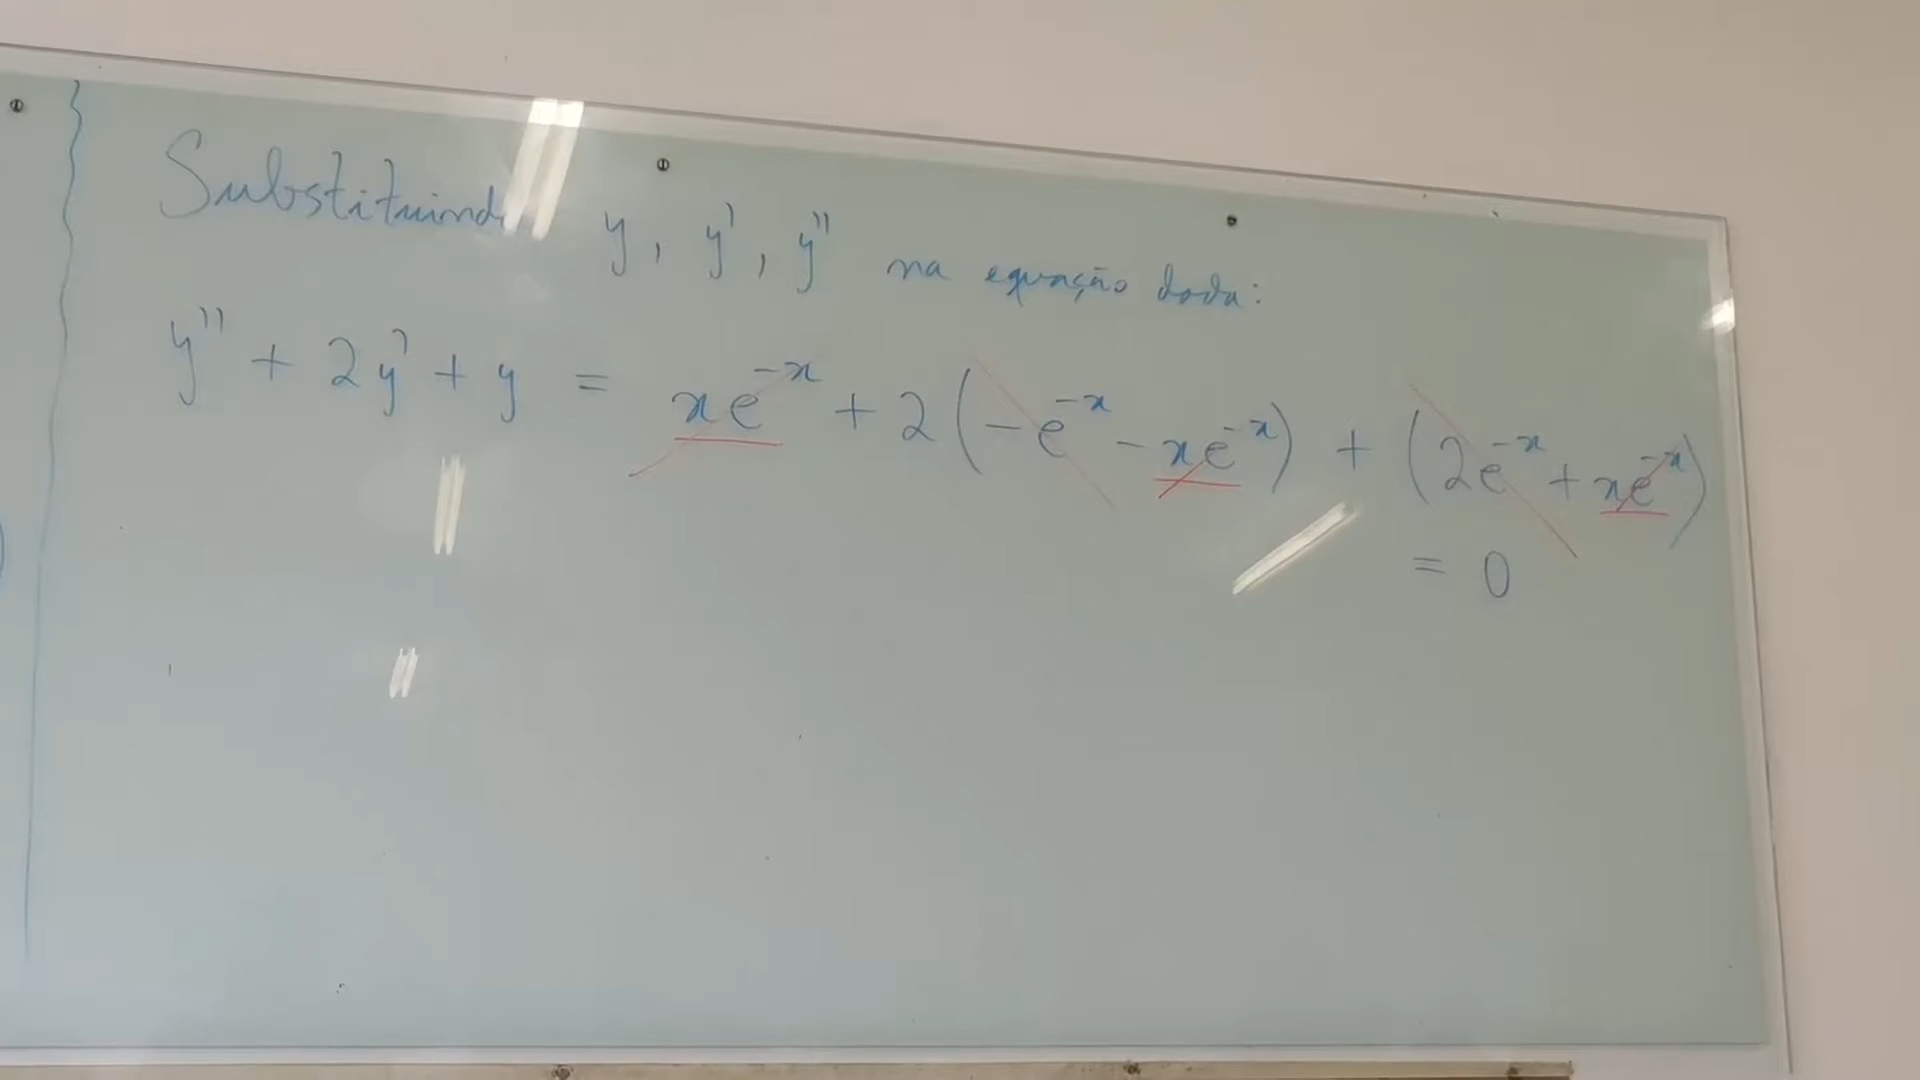 Substituindo y, y', y'' na equação dada:
y'' + 2y' + y = xe^{-x} + 2(-e^{-x} - xe^{-x}) + (2e^{-x} + xe^{-x})
= 0